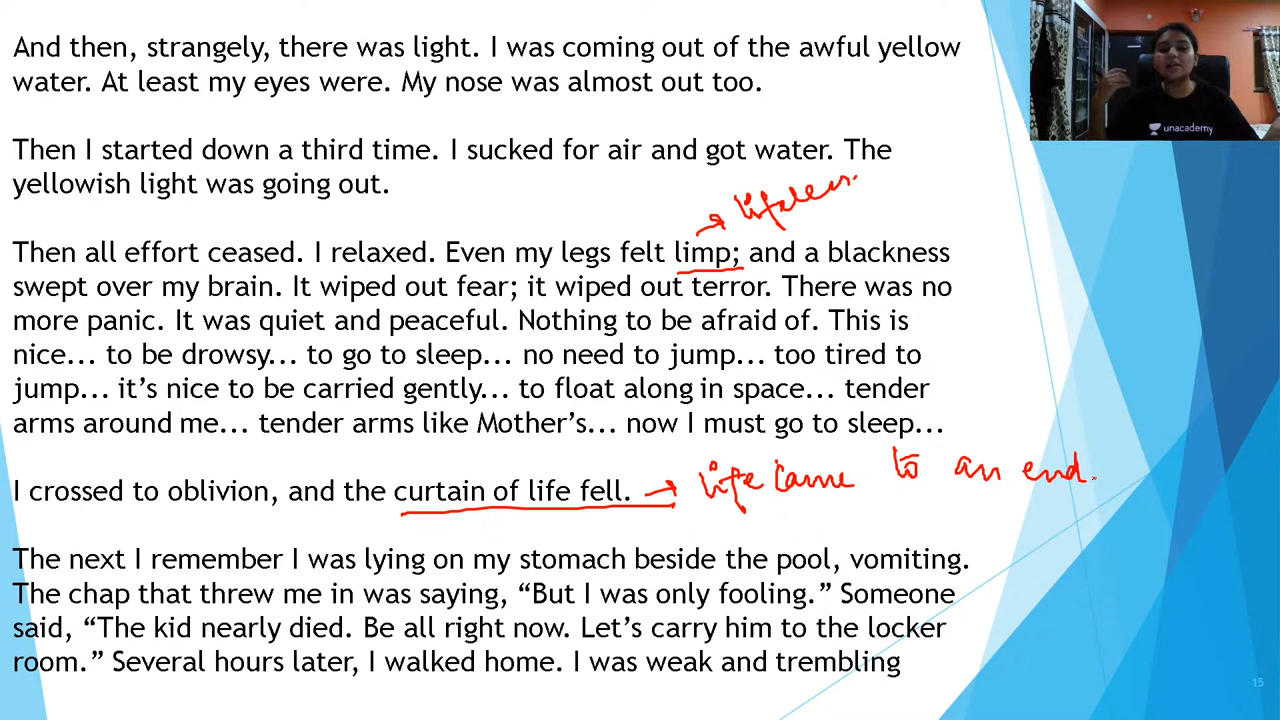 And then, strangely, there was light. I was coming out of the awful yellow
water. At least my eyes were. My nose was almost out too.
unacademy
Then I started down a third time. I sucked for air and got water. The
yellowish light was going out.
lifeless.
Then all effort ceased. I relaxed. Even my legs felt limp; and a blackness
swept over my brain. It wiped out fear; it wiped out terror. There was no
more panic. It was quiet and peaceful. Nothing to be afraid of. This is
nice... to be drowsy... to go to sleep... no need to jump... too tired to
jump... it’s nice to be carried gently... to float along in space... tender
arms around me... tender arms like Mother’s... now I must go to sleep...
I crossed to oblivion, and the curtain of life fell. → life came to an end.
The next I remember I was lying on my stomach beside the pool, vomiting.
The chap that threw me in was saying, “But I was only fooling.” Someone
said, “The kid nearly died. Be all right now. Let’s carry him to the locker
room.” Several hours later, I walked home. I was weak and trembling
15